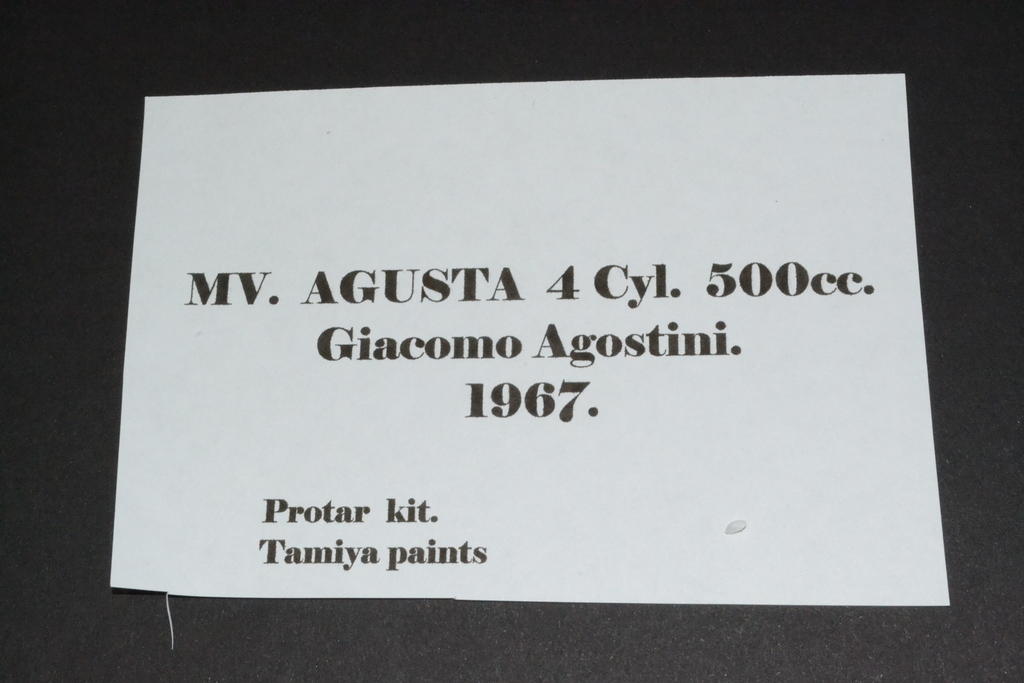 MV. AGUSTA 4 Cyl. 500cc.
Giacomo Agostini.
1967.
Protar kit.
Tamiya paints